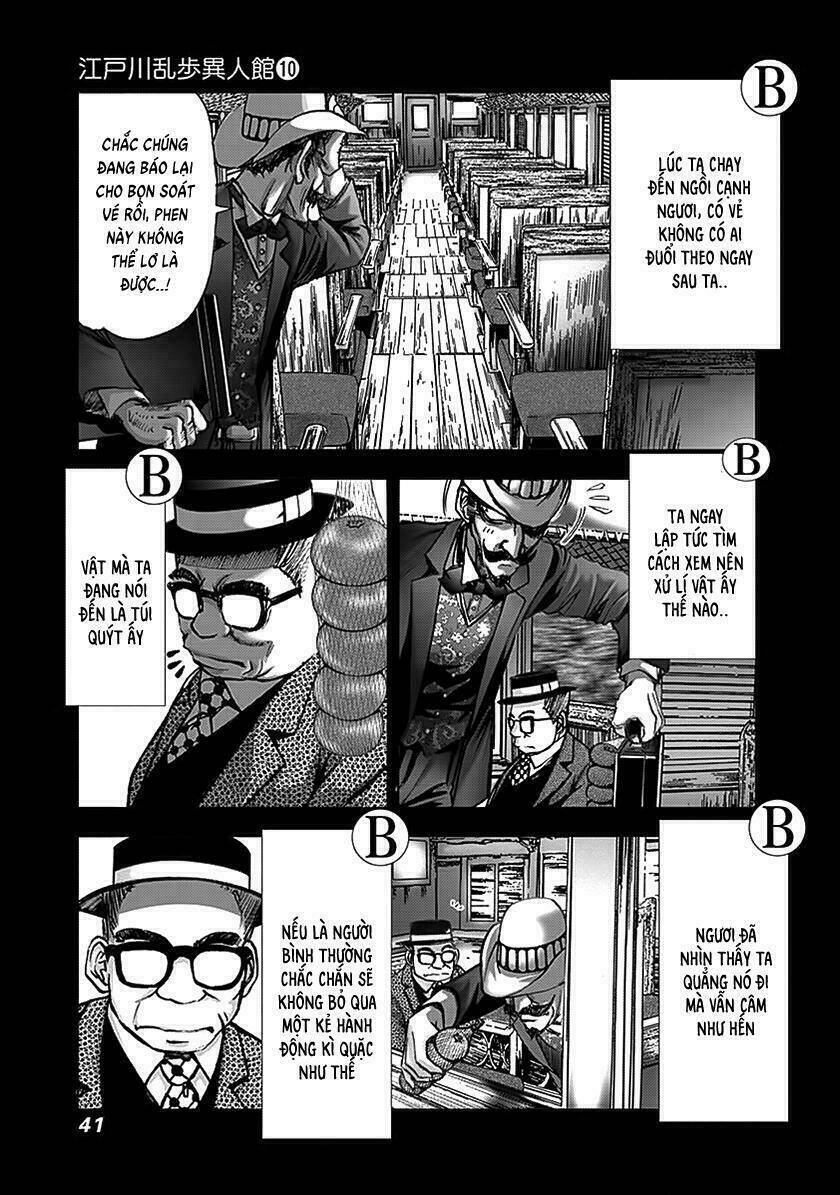 江戸川乱歩異人館⑩
B
LÚC TA CHẠY
ĐẾN NGỒI CẠNH
NGƯƠI, CÓ VẺ
KHÔNG CÓ AI
ĐUỔI THEO NGAY
SAU TA..
CHẮC CHÚNG
ĐANG BÁO LẠI
CHO BỌN SOÁT
VÉ RỒI, PHEN
NÀY KHÔNG
THỂ LƠ LÀ
ĐƯỢC..!
B
TA NGAY
LẬP TỨC TÌM
CÁCH XEM NÊN
XỬ LÍ VẬT ẤY
THẾ NÀO..
B
VẬT MÀ TA
ĐANG NÓI
ĐẾN LÀ TÚI
QUÝT ẤY
B
NGƯƠI ĐÃ
NHÌN THẤY TA
QUẲNG NÓ ĐI
MÀ VẪN CÂM
NHƯ HẾN
B
NẾU LÀ NGƯỜI
BÌNH THƯỜNG
CHẮC CHẮN SẼ
KHÔNG BỎ QUA
MỘT KẺ HÀNH
ĐỘNG KÌ QUẶC
NHƯ THẾ
41